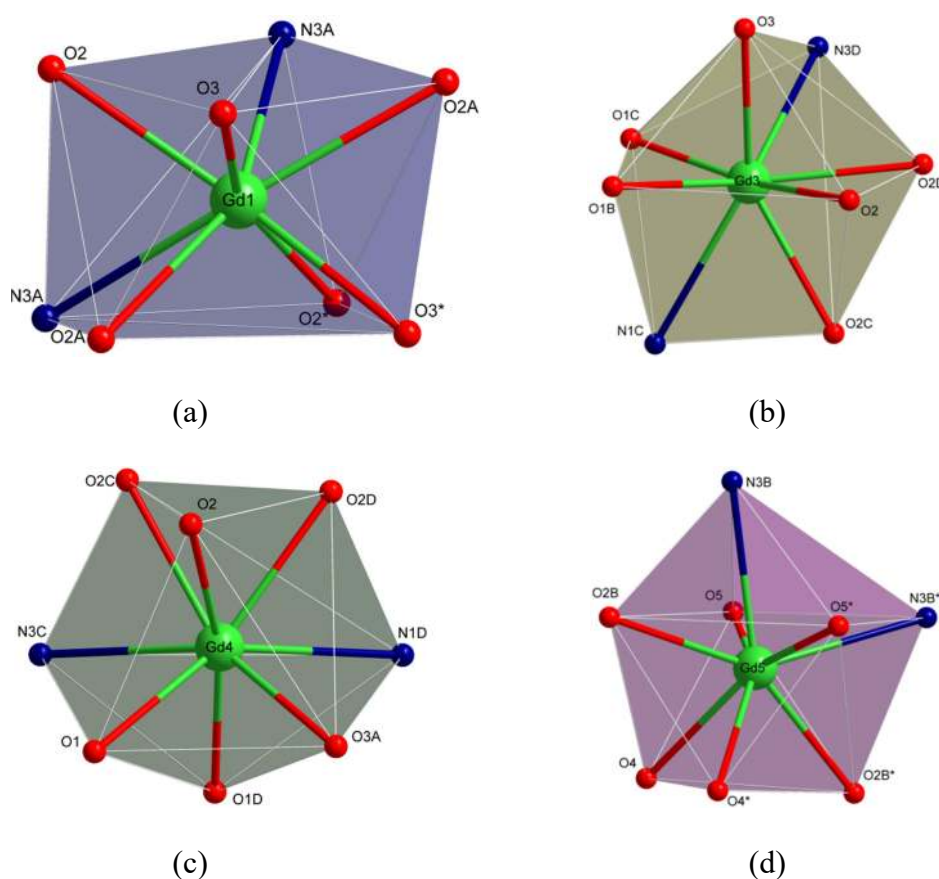 O2
N3A
O3
O2A
Gd1
N3A
O2A
O2*
O3*
(a)
O3
N3D
O1C
Gd3
O2D
O1B
O2
N1C
O2C
(b)
O2C
O2
O2D
N3C
Gd4
N1D
O1
O3A
O1D
(c)
N3B
O2B
O5
O5*
N3B*
Gd5
O4
O4*
O2B*
(d)